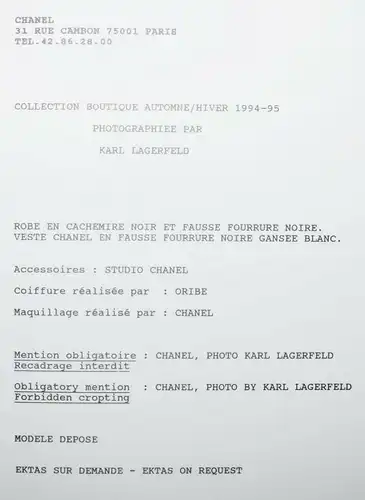 CHANEL
31 RUE CAMBON 75001 PARIS
TEL.42.86.28.00
COLLECTION BOUTIQUE AUTOMNE/HIVER 1994-95
PHOTOGRAPHIEE PAR
KARL LAGERFELD
ROBE EN CACHEMIRE NOIR ET FAUSSE FOURRURE NOIRE.
VESTE CHANEL EN FAUSSE FOURRURE NOIRE GANSEE BLANC.
Accessoires : STUDIO CHANEL
Coiffure réalisée par : ORIBE
Maquillage réalisé par : CHANEL
Mention obligatoire : CHANEL, PHOTO KARL LAGERFELD
Recadrage interdit
Obligatory mention : CHANEL, PHOTO BY KARL LAGERFELD
Forbidden cropting
MODELE DEPOSE
EKTAS SUR DEMANDE - EKTAS ON REQUEST